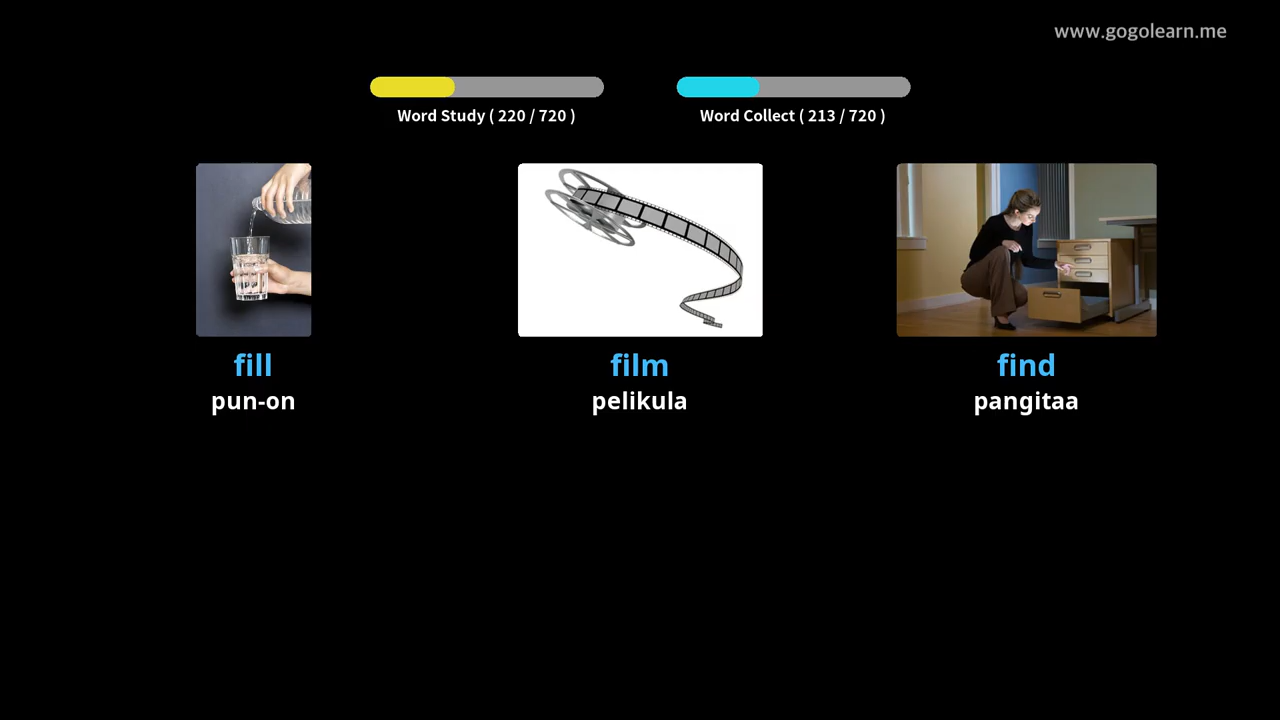 www.gogolearn.me
Word Study ( 220 / 720 )
Word Collect ( 213 / 720 )
fill
film
find
pun-on
pelikula
pangitaa